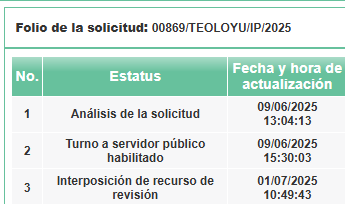 Folio de la solicitud: 00869/TEOLOYU/IP/2025
No. Estatus Fecha y hora de actualización
1 Análisis de la solicitud 09/06/2025 13:04:13
2 Turno a servidor público habilitado 09/06/2025 15:30:03
3 Interposición de recurso de revisión 01/07/2025 10:49:43